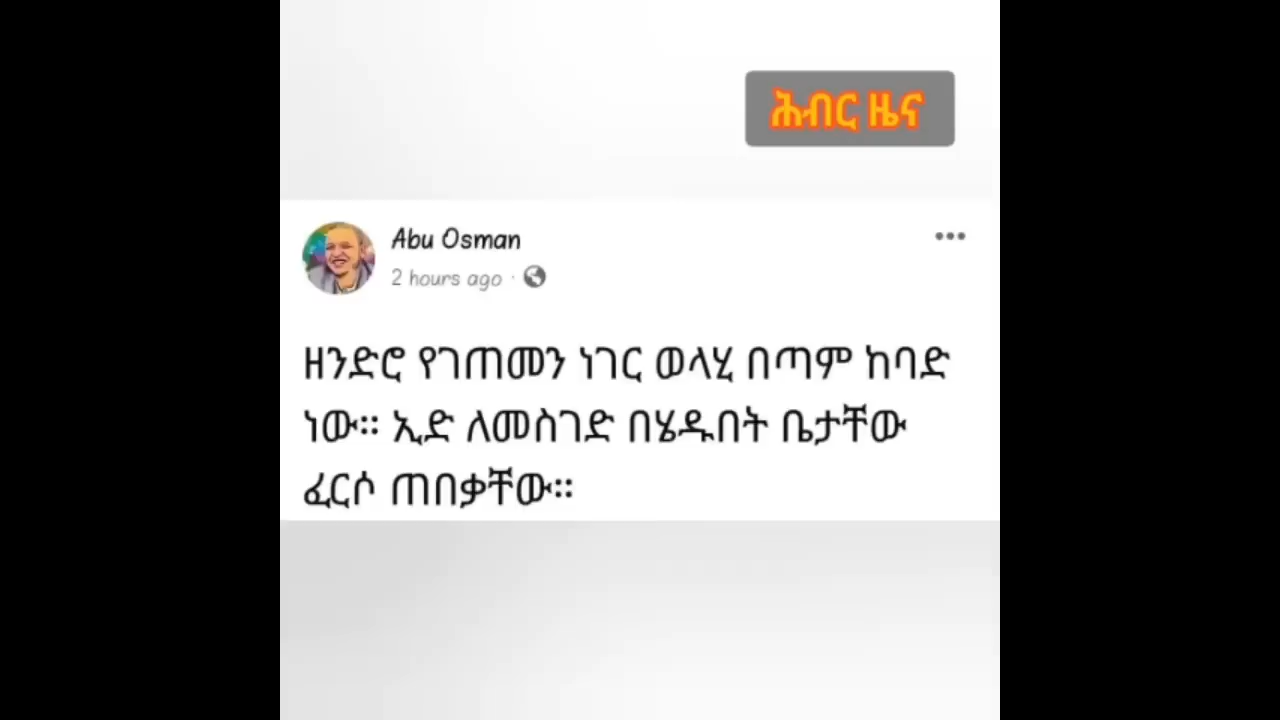 ሕብር ዜና
Abu Osman
2 hours ago ·
ዘንድሮ የገጠመን ነገር ወላሂ በጣም ከባድ
ነው። ኢድ ለመስገድ በሄዱበት ቤታቸው
ፈርሶ ጠበቃቸው።